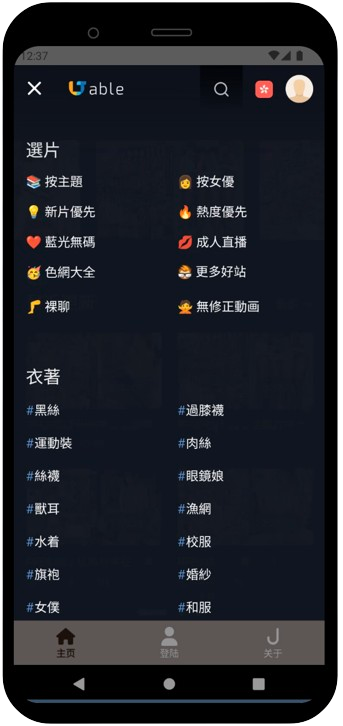 12:37
able
選片
按主題
按女優
新片優先
熱度優先
藍光無碼
成人直播
色網大全
更多好站
裸聊
無修正動画
衣著
#黑絲
#過膝襪
#運動裝
#肉絲
#絲襪
#眼鏡娘
#獸耳
#漁網
#水着
#校服
#旗袍
#婚紗
#女僕
#和服
主页
登陆
关于